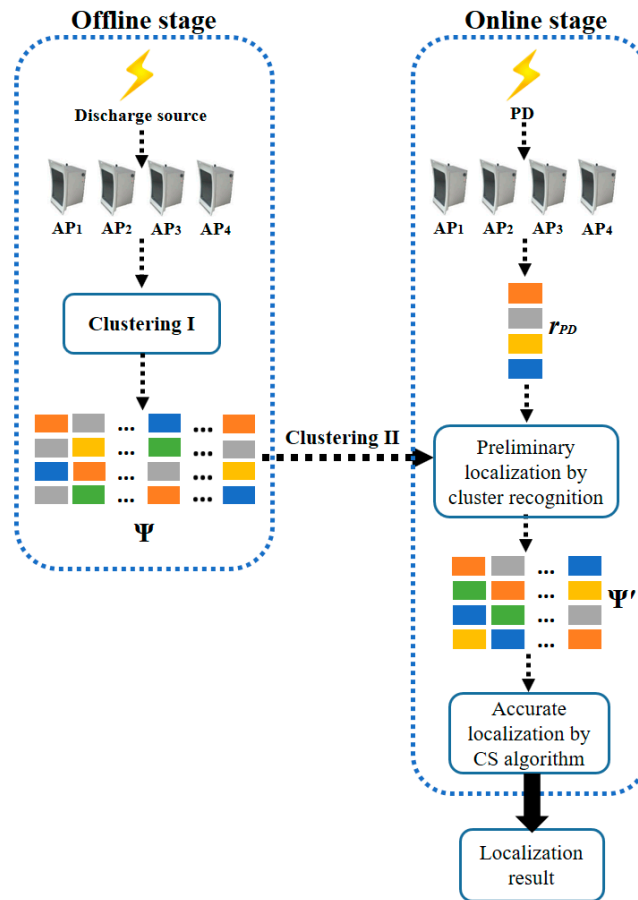 Offline stage
Discharge source
AP1 AP2 AP3 AP4
Clustering I
... ...
... ...
... ...
... ...
Ψ
Clustering II
Online stage
PD
AP1 AP2 AP3 AP4
rPD
Preliminary
localization by
cluster recognition
...
...
...
...
Ψ′
Accurate
localization by
CS algorithm
Localization
result